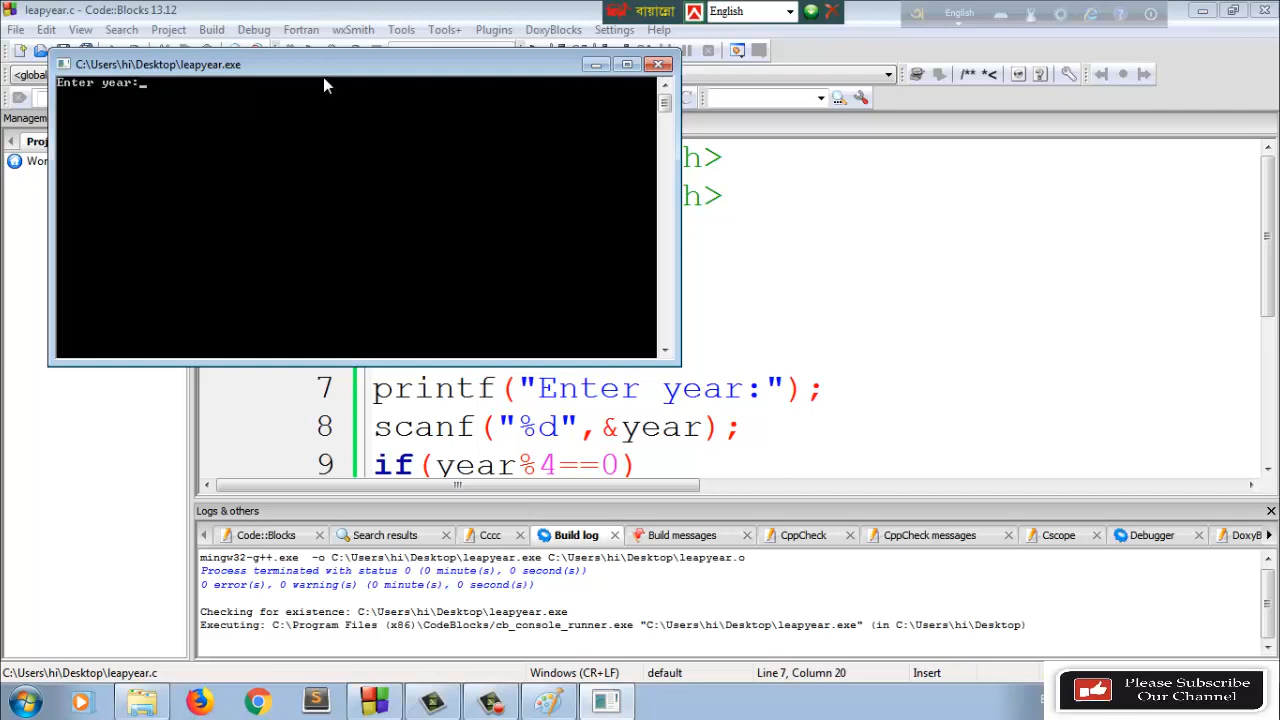 leapyear.c - Code::Blocks 13.12
বায়ান্নো
English
English
File Edit View Search Project Build Debug Fortran wxSmith Tools Tools+ Plugins DoxyBlocks Settings Help
C:\Users\hi\Desktop\leapyear.exe
Enter year:_
<global
/** *<
Manageme
Proj
Wor
h>
h>
7 printf("Enter year:");
8 scanf("%d",&year);
9 if(year%4==0)
Logs & others
Code::Blocks Search results Cccc Build log Build messages CppCheck CppCheck messages Cscope Debugger DoxyB
mingw32-g++.exe -o C:\Users\hi\Desktop\leapyear.exe C:\Users\hi\Desktop\leapyear.o
Process terminated with status 0 (0 minute(s), 0 second(s))
0 error(s), 0 warning(s) (0 minute(s), 0 second(s))
Checking for existence: C:\Users\hi\Desktop\leapyear.exe
Executing: C:\Program Files (x86)\CodeBlocks/cb_console_runner.exe "C:\Users\hi\Desktop\leapyear.exe" (in C:\Users\hi\Desktop)
C:\Users\hi\Desktop\leapyear.c Windows (CR+LF) default Line 7, Column 20 Insert
Please Subscribe
Our Channel